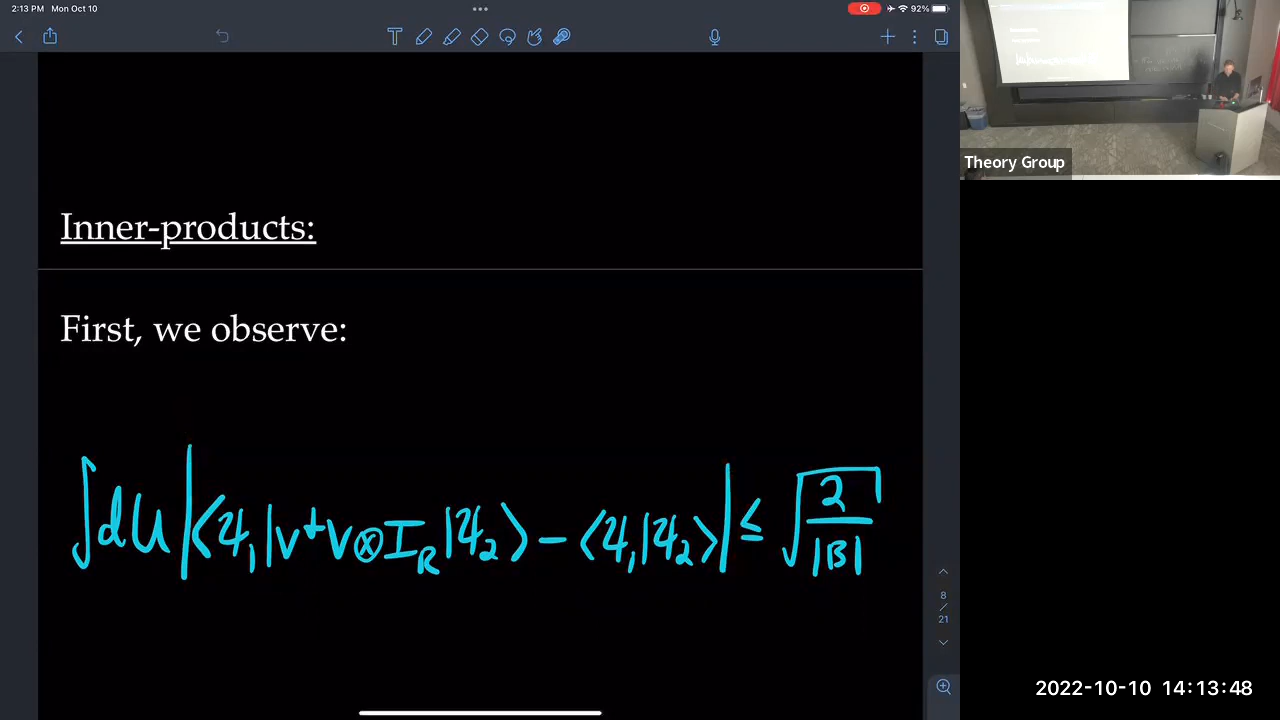 2:13 PM Mon Oct 10
92%
Inner-products:
First, we observe:
∫dU|⟨Ψ₁|V†V⊗I_R|Ψ₂⟩ − ⟨Ψ₁|Ψ₂⟩| ≤ √(2/|B|)
8
/
21
Theory Group
2022-10-10 14:13:48